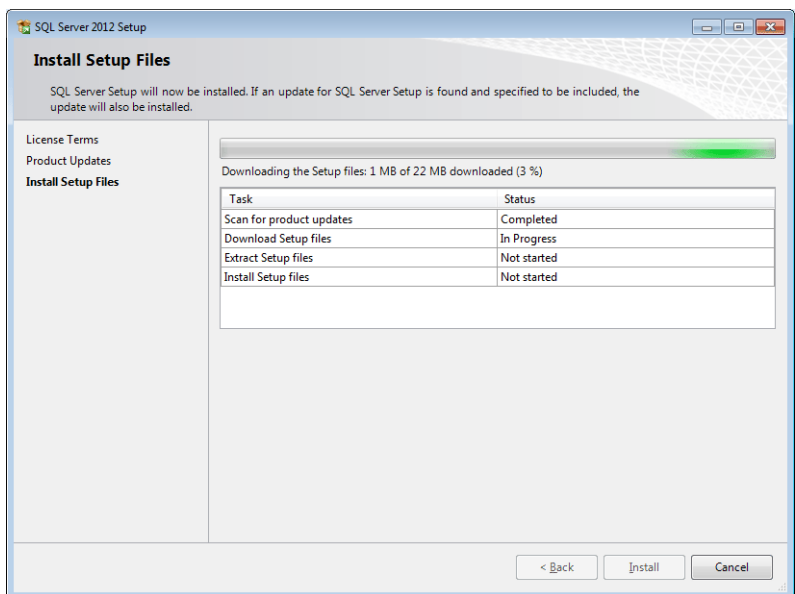 SQL Server 2012 Setup
Install Setup Files
SQL Server Setup will now be installed. If an update for SQL Server Setup is found and specified to be included, the
update will also be installed.
License Terms
Product Updates
Install Setup Files
Downloading the Setup files: 1 MB of 22 MB downloaded (3 %)
Task Status
Scan for product updates Completed
Download Setup files In Progress
Extract Setup files Not started
Install Setup files Not started
< Back Install Cancel